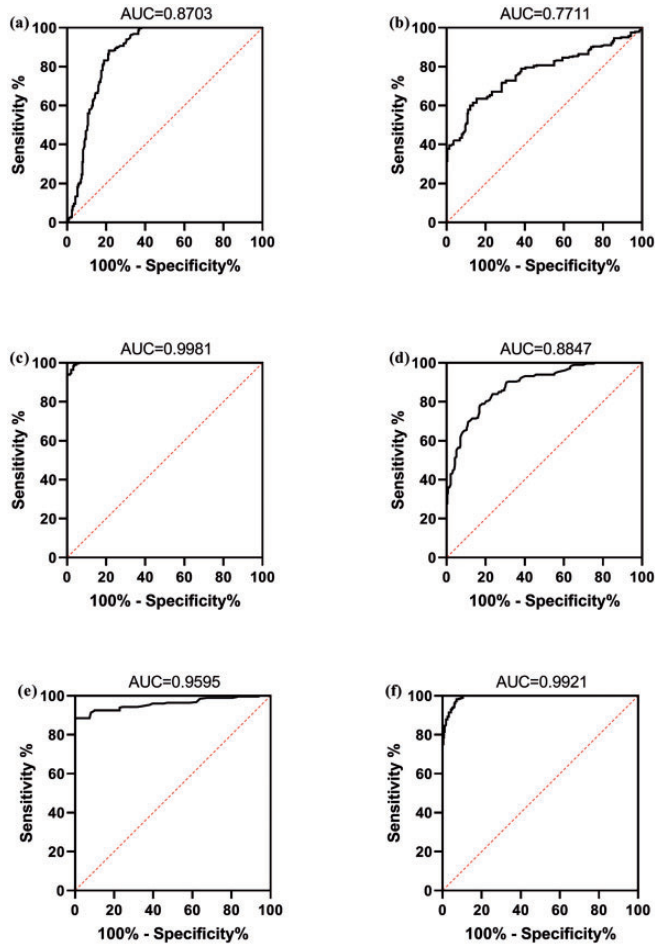 (a)
AUC=0.8703
Sensitivity %
100
80
60
40
20
0
0 20 40 60 80 100
100% - Specificity%
(b)
AUC=0.7711
Sensitivity %
100
80
60
40
20
0
0 20 40 60 80 100
100% - Specificity%
(c)
AUC=0.9981
Sensitivity %
100
80
60
40
20
0
0 20 40 60 80 100
100% - Specificity%
(d)
AUC=0.8847
Sensitivity %
100
80
60
40
20
0
0 20 40 60 80 100
100% - Specificity%
(e)
AUC=0.9595
Sensitivity %
100
80
60
40
20
0
0 20 40 60 80 100
100% - Specificity%
(f)
AUC=0.9921
Sensitivity %
100
80
60
40
20
0
0 20 40 60 80 100
100% - Specificity%